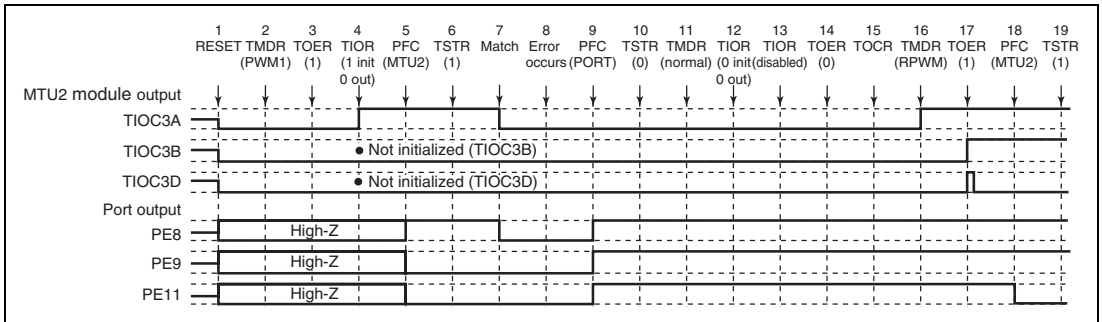 1 2 3 4 5 6 7 8 9 10 11 12 13 14 15 16 17 18 19
RESET TMDR TOER TIOR PFC TSTR Match Error PFC TSTR TMDR TIOR TIOR TOER TOCR TMDR TOER PFC TSTR
(PWM1) (1) (1 init (MTU2) (1) occurs (PORT) (0) (normal) (0 init (disabled) (0) (RPWM) (1) (MTU2) (1)
0 out) 0 out)
MTU2 module output
TIOC3A
TIOC3B • Not initialized (TIOC3B)
TIOC3D • Not initialized (TIOC3D)
Port output
PE8 High-Z
PE9 High-Z
PE11 High-Z